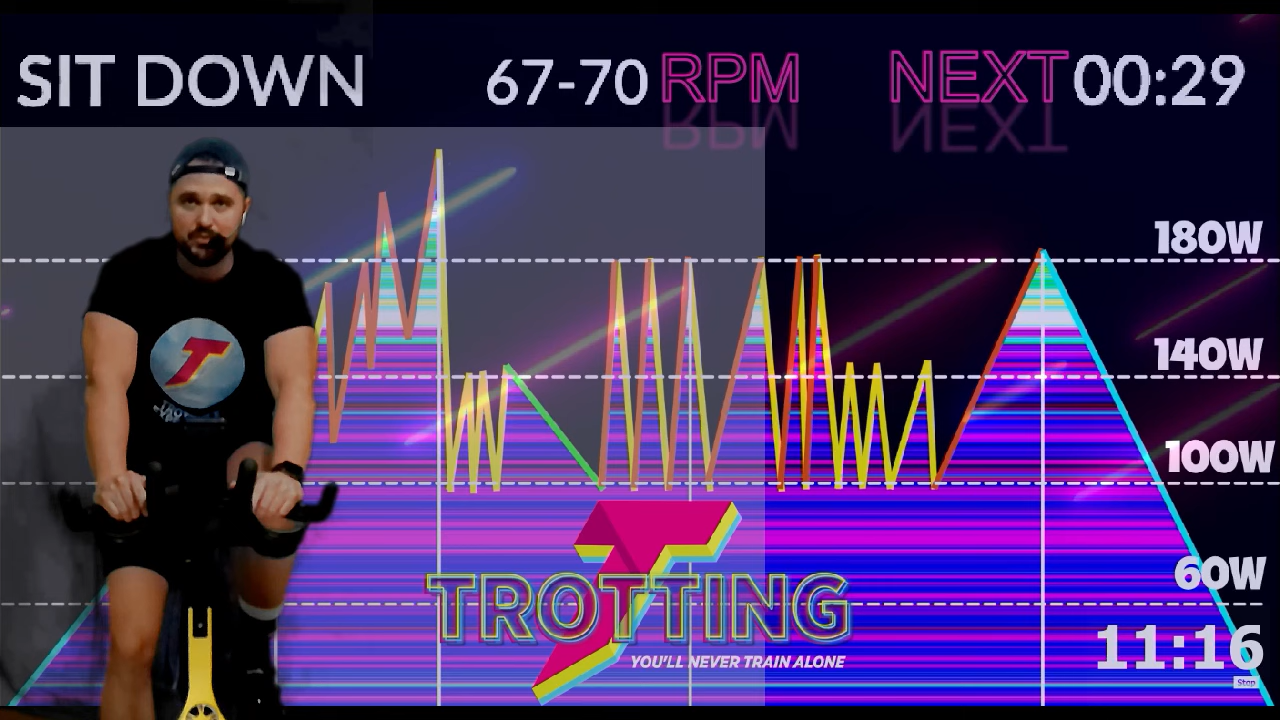 SIT DOWN
67-70 RPM
NEXT 00:29
180W
140W
100W
60W
TROTTING
YOU'LL NEVER TRAIN ALONE
11:16
Stop